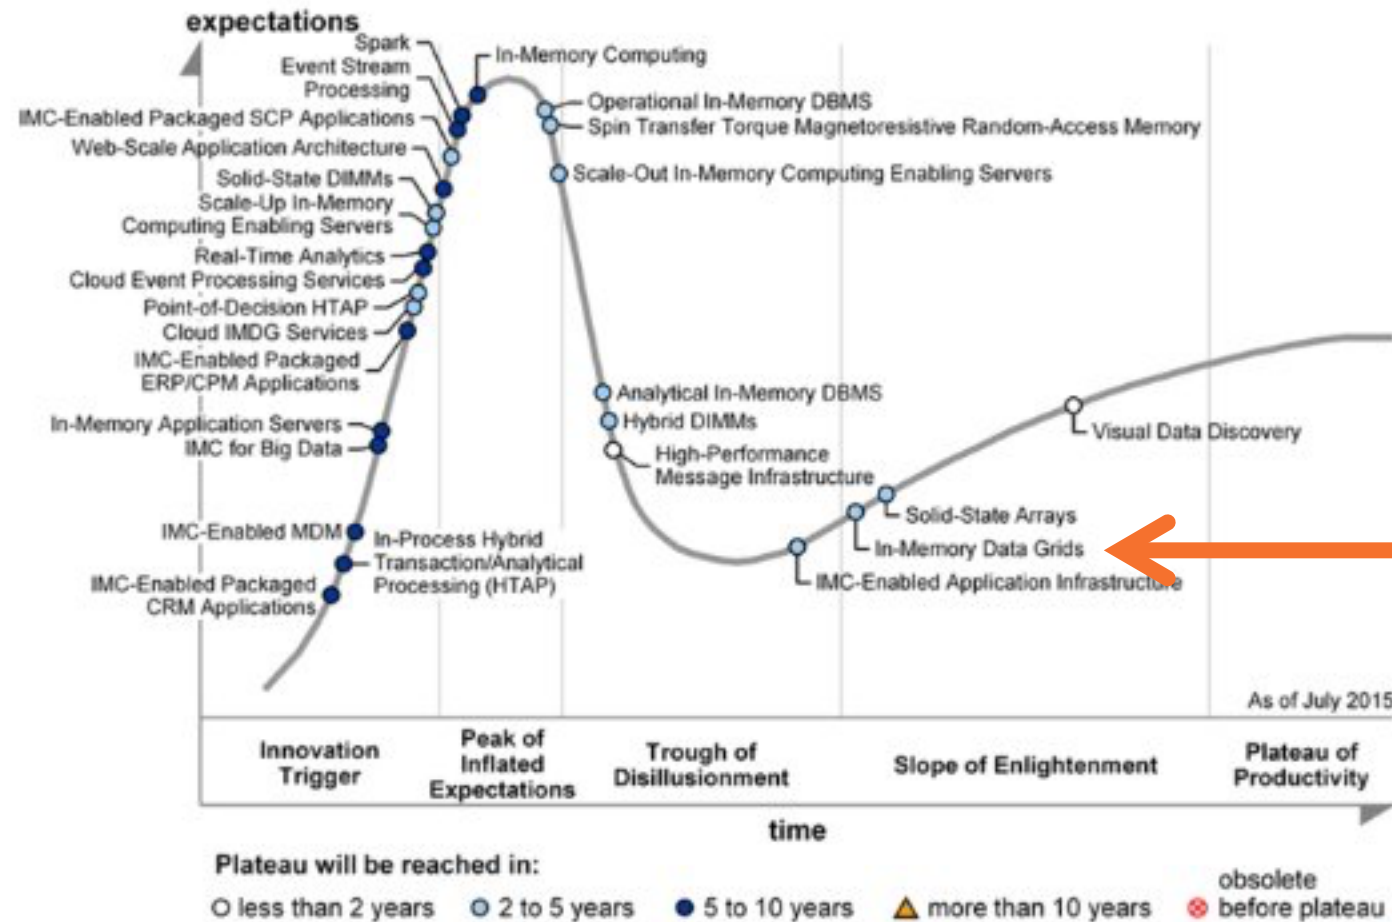 expectations
Spark
In-Memory Computing
Event Stream
Processing
IMC-Enabled Packaged SCP Applications
Web-Scale Application Architecture
Solid-State DIMMs
Scale-Up In-Memory
Computing Enabling Servers
Real-Time Analytics
Cloud Event Processing Services
Point-of-Decision HTAP
Cloud IMDG Services
IMC-Enabled Packaged
ERP/CPM Applications
In-Memory Application Servers
IMC for Big Data
IMC-Enabled MDM
In-Process Hybrid
Transaction/Analytical
Processing (HTAP)
IMC-Enabled Packaged
CRM Applications
Operational In-Memory DBMS
Spin Transfer Torque Magnetoresistive Random-Access Memory
Scale-Out In-Memory Computing Enabling Servers
Analytical In-Memory DBMS
Hybrid DIMMs
High-Performance
Message Infrastructure
Visual Data Discovery
Solid-State Arrays
In-Memory Data Grids
IMC-Enabled Application Infrastructure
As of July 2015
Innovation
Trigger
Peak of
Inflated
Expectations
Trough of
Disillusionment
Slope of Enlightenment
Plateau of
Productivity
time
Plateau will be reached in:
less than 2 years
2 to 5 years
5 to 10 years
more than 10 years
obsolete
before plateau